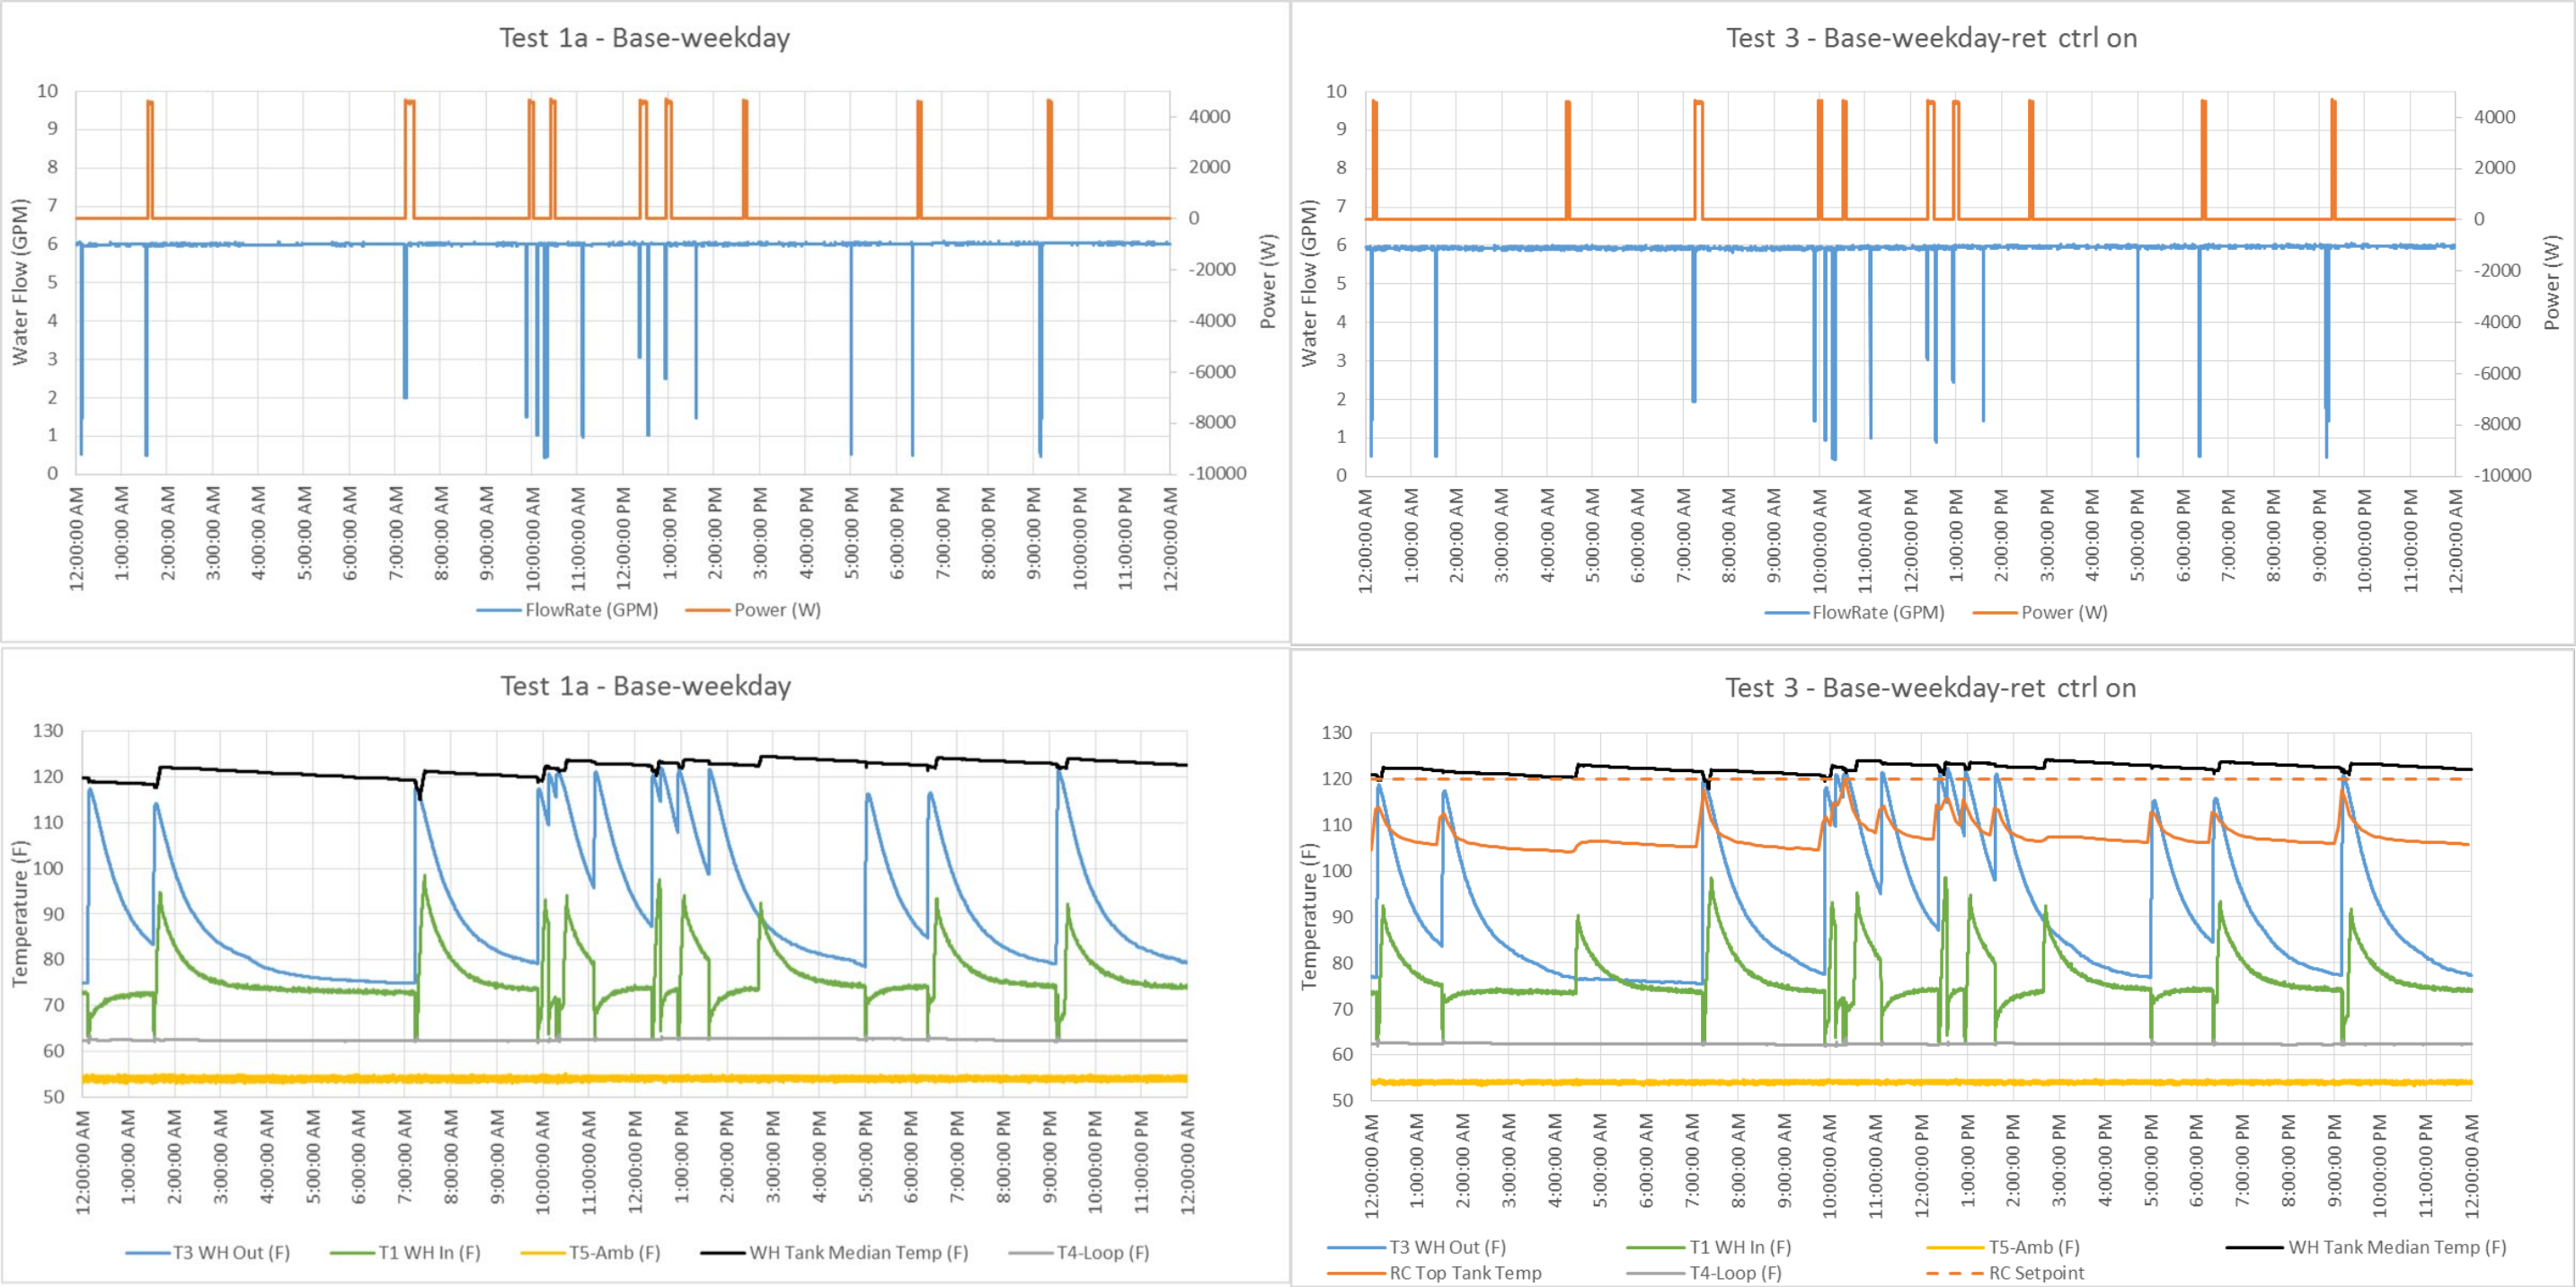 Test 1a - Base-weekday
10
9
8
7
6
5
4
3
2
1
0
Water Flow (GPM)
4000
2000
0
-2000
-4000
-6000
-8000
-10000
Power (W)
12:00:00 AM
1:00:00 AM
2:00:00 AM
3:00:00 AM
4:00:00 AM
5:00:00 AM
6:00:00 AM
7:00:00 AM
8:00:00 AM
9:00:00 AM
10:00:00 AM
11:00:00 AM
12:00:00 PM
1:00:00 PM
2:00:00 PM
3:00:00 PM
4:00:00 PM
5:00:00 PM
6:00:00 PM
7:00:00 PM
8:00:00 PM
9:00:00 PM
10:00:00 PM
11:00:00 PM
12:00:00 AM
FlowRate (GPM) Power (W)
Test 3 - Base-weekday-ret ctrl on
10
9
8
7
6
5
4
3
2
1
0
Water Flow (GPM)
4000
2000
0
-2000
-4000
-6000
-8000
-10000
Power (W)
12:00:00 AM
1:00:00 AM
2:00:00 AM
3:00:00 AM
4:00:00 AM
5:00:00 AM
6:00:00 AM
7:00:00 AM
8:00:00 AM
9:00:00 AM
10:00:00 AM
11:00:00 AM
12:00:00 PM
1:00:00 PM
2:00:00 PM
3:00:00 PM
4:00:00 PM
5:00:00 PM
6:00:00 PM
7:00:00 PM
8:00:00 PM
9:00:00 PM
10:00:00 PM
11:00:00 PM
12:00:00 AM
FlowRate (GPM) Power (W)
Test 1a - Base-weekday
130
120
110
100
90
80
70
60
50
Temperature (F)
12:00:00 AM
1:00:00 AM
2:00:00 AM
3:00:00 AM
4:00:00 AM
5:00:00 AM
6:00:00 AM
7:00:00 AM
8:00:00 AM
9:00:00 AM
10:00:00 AM
11:00:00 AM
12:00:00 PM
1:00:00 PM
2:00:00 PM
3:00:00 PM
4:00:00 PM
5:00:00 PM
6:00:00 PM
7:00:00 PM
8:00:00 PM
9:00:00 PM
10:00:00 PM
11:00:00 PM
12:00:00 AM
T3 WH Out (F) T1 WH In (F) T5-Amb (F) WH Tank Median Temp (F) T4-Loop (F)
Test 3 - Base-weekday-ret ctrl on
130
120
110
100
90
80
70
60
50
Temperature (F)
12:00:00 AM
1:00:00 AM
2:00:00 AM
3:00:00 AM
4:00:00 AM
5:00:00 AM
6:00:00 AM
7:00:00 AM
8:00:00 AM
9:00:00 AM
10:00:00 AM
11:00:00 AM
12:00:00 PM
1:00:00 PM
2:00:00 PM
3:00:00 PM
4:00:00 PM
5:00:00 PM
6:00:00 PM
7:00:00 PM
8:00:00 PM
9:00:00 PM
10:00:00 PM
11:00:00 PM
12:00:00 AM
T3 WH Out (F) T1 WH In (F) T5-Amb (F) WH Tank Median Temp (F)
RC Top Tank Temp T4-Loop (F) RC Setpoint